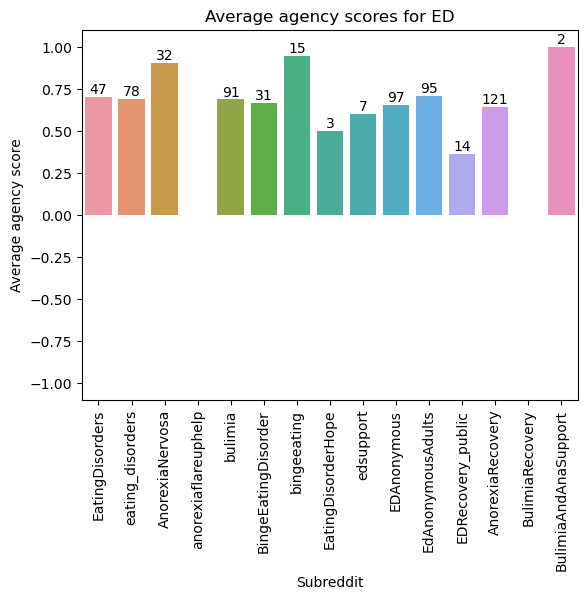 Average agency scores for ED
Average agency score
1.00
0.75
0.50
0.25
0.00
−0.25
−0.50
−0.75
−1.00
47
78
32
91
31
15
3
7
97
95
14
121
2
EatingDisorders
eating_disorders
AnorexiaNervosa
anorexiaflareuphelp
bulimia
BingeEatingDisorder
bingeeating
EatingDisorderHope
edsupport
EDAnonymous
EdAnonymousAdults
EDRecovery_public
AnorexiaRecovery
BulimiaRecovery
BulimiaAndAnaSupport
Subreddit